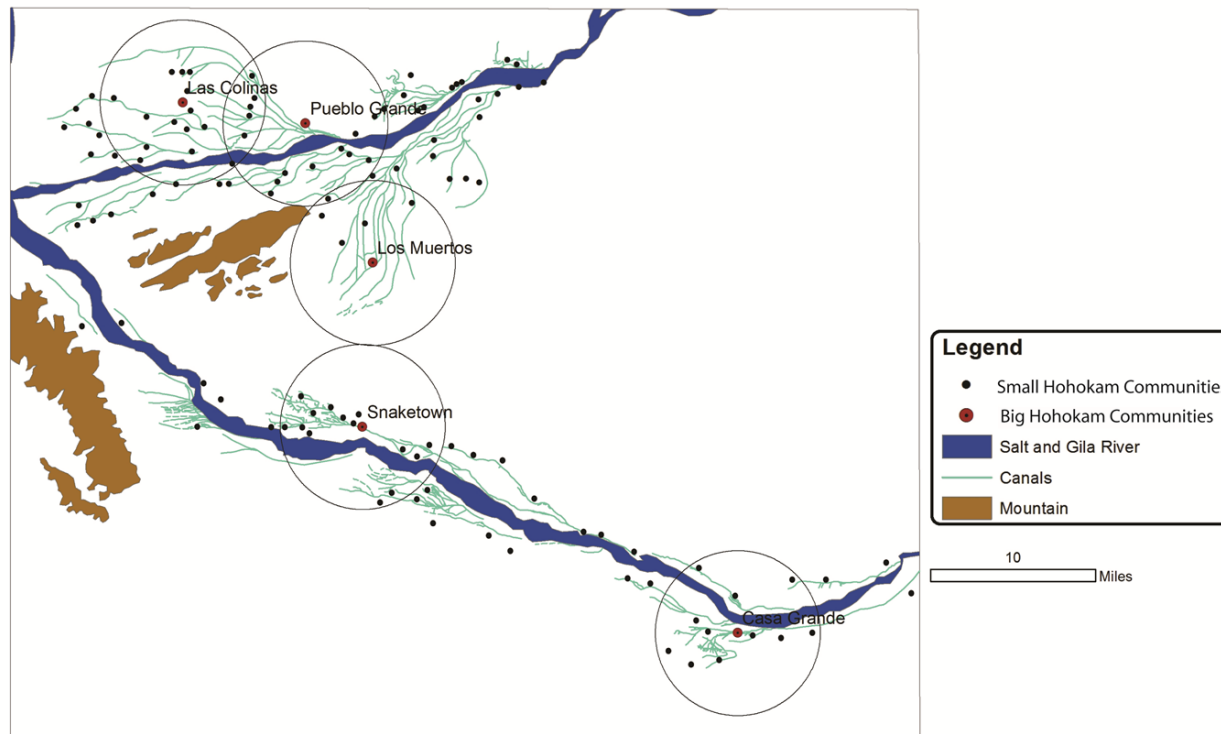 Las Colinas
Pueblo Grande
Los Muertos
Snaketown
Casa Grande
Legend
Small Hohokam Communitie
Big Hohokam Communities
Salt and Gila River
Canals
Mountain
10
Miles